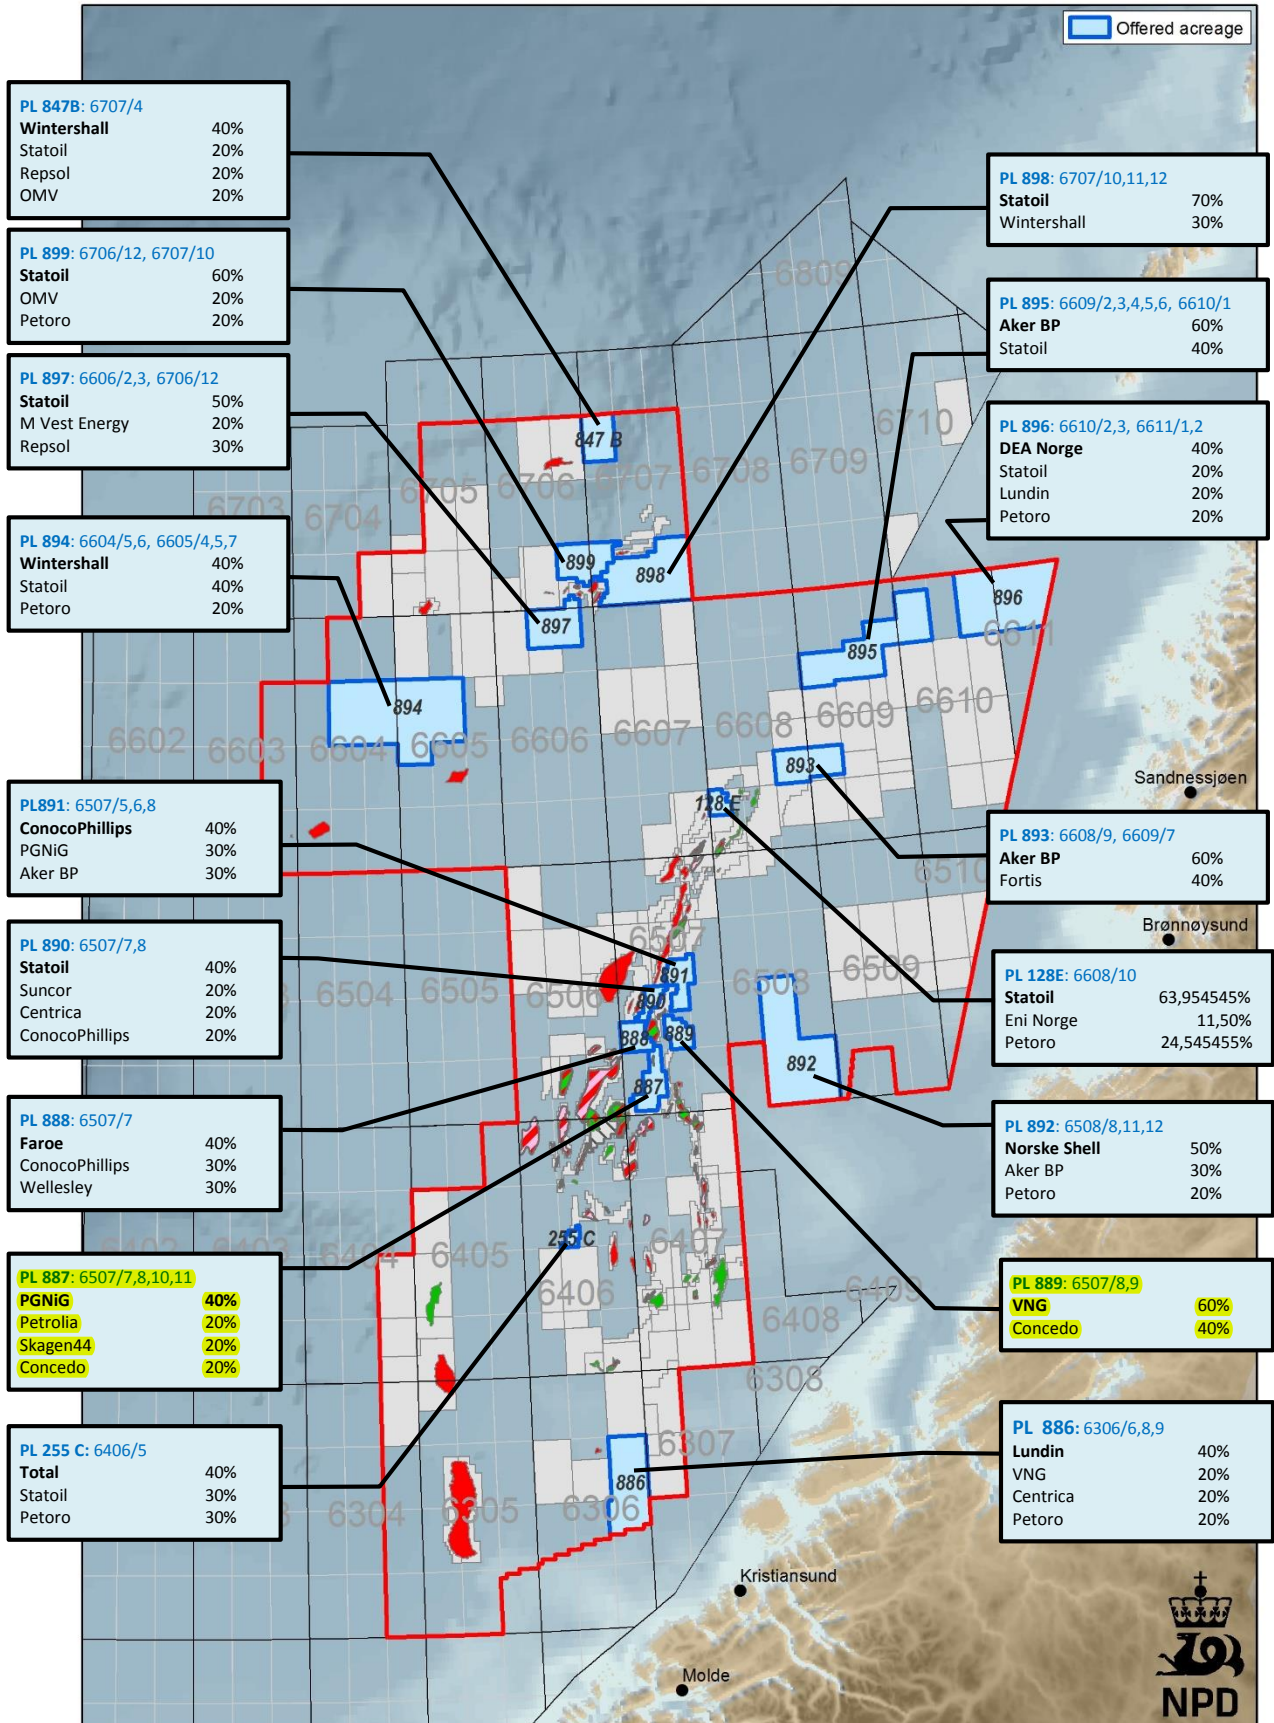 Offered acreage
PL 847B: 6707/4
Wintershall 40%
Statoil 20%
Repsol 20%
OMV 20%
PL 899: 6706/12, 6707/10
Statoil 60%
OMV 20%
Petoro 20%
PL 897: 6606/2,3, 6706/12
Statoil 50%
M Vest Energy 20%
Repsol 30%
PL 894: 6604/5,6, 6605/4,5,7
Wintershall 40%
Statoil 40%
Petoro 20%
PL891: 6507/5,6,8
ConocoPhillips 40%
PGNiG 30%
Aker BP 30%
PL 890: 6507/7,8
Statoil 40%
Suncor 20%
Centrica 20%
ConocoPhillips 20%
PL 888: 6507/7
Faroe 40%
ConocoPhillips 30%
Wellesley 30%
PL 887: 6507/7,8,10,11
PGNiG 40%
Petrolia 20%
Skagen44 20%
Concedo 20%
PL 255 C: 6406/5
Total 40%
Statoil 30%
Petoro 30%
PL 898: 6707/10,11,12
Statoil 70%
Wintershall 30%
PL 895: 6609/2,3,4,5,6, 6610/1
Aker BP 60%
Statoil 40%
PL 896: 6610/2,3, 6611/1,2
DEA Norge 40%
Statoil 20%
Lundin 20%
Petoro 20%
PL 893: 6608/9, 6609/7
Aker BP 60%
Fortis 40%
PL 128E: 6608/10
Statoil 63,954545%
Eni Norge 11,50%
Petoro 24,545455%
PL 892: 6508/8,11,12
Norske Shell 50%
Aker BP 30%
Petoro 20%
PL 889: 6507/8,9
VNG 60%
Concedo 40%
PL 886: 6306/6,8,9
Lundin 40%
VNG 20%
Centrica 20%
Petoro 20%
6809
6710
847 B
6703 6704 6705 6706 6707 6708 6709
899
898
897
896
895
6611
894
6602 6603 6604 6605 6606 6607 6608 6609 6610
893
128 E
Sandnessjøen
6510
Brønnøysund
6507
891
6504 6505 6506 6508 6509
890
888 889
892
887
255 C
6402 6403 6404 6405 6407
6406 6408 6409
6308
6307
886
6304 6305 6306
Kristiansund
Molde
NPD